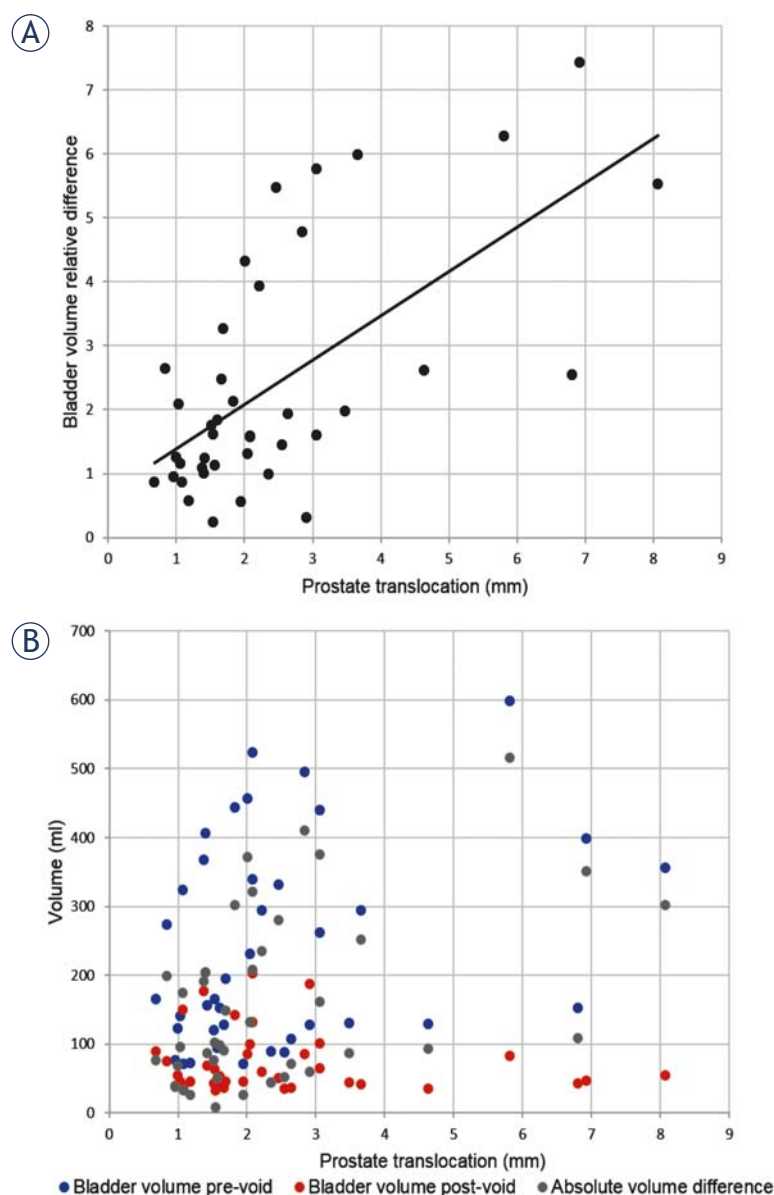 A
8
7
6
5
4
3
2
1
0
Bladder volume relative difference
0 1 2 3 4 5 6 7 8 9
Prostate translocation (mm)
B
700
600
500
400
300
200
100
0
Volume (ml)
0 1 2 3 4 5 6 7 8 9
Prostate translocation (mm)
Bladder volume pre-void Bladder volume post-void Absolute volume difference